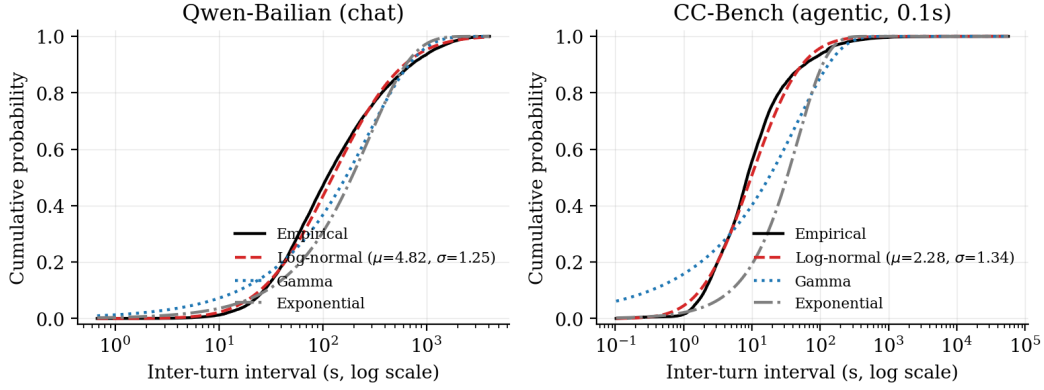 Qwen-Bailian (chat)
Cumulative probability
1.0
0.8
0.6
0.4
0.2
0.0
Empirical
Log-normal (μ=4.82, σ=1.25)
Gamma
Exponential
10⁰
10¹
10²
10³
Inter-turn interval (s, log scale)
CC-Bench (agentic, 0.1s)
Cumulative probability
1.0
0.8
0.6
0.4
0.2
0.0
Empirical
Log-normal (μ=2.28, σ=1.34)
Gamma
Exponential
10⁻¹
10⁰
10¹
10²
10³
10⁴
10⁵
Inter-turn interval (s, log scale)